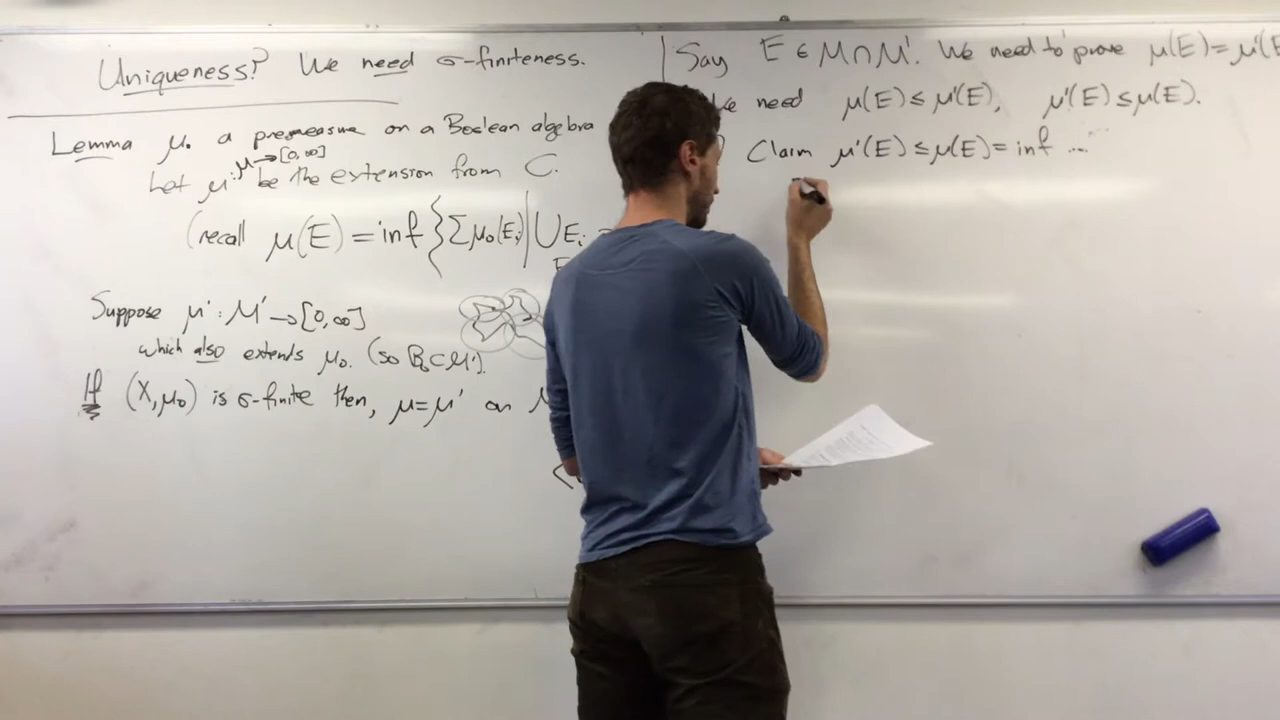 Uniqueness? We need σ-finiteness.
Lemma μ₀ a premeasure on a Boolean algebra
Let μ: M→[0,∞] be the extension from C.
(recall μ(E) = inf { Σμ₀(Eᵢ) | ∪Eᵢ
Suppose μ' : M' → [0,∞]
which also extends μ₀. (so B₀⊂M').
If (X,μ₀) is σ-finite then, μ=μ' on
Say E ∈ M∩M'. We need to prove μ(E)=μ'(E
We need μ(E)≤μ'(E), μ'(E)≤μ(E).
Claim μ'(E)≤μ(E)=inf ...